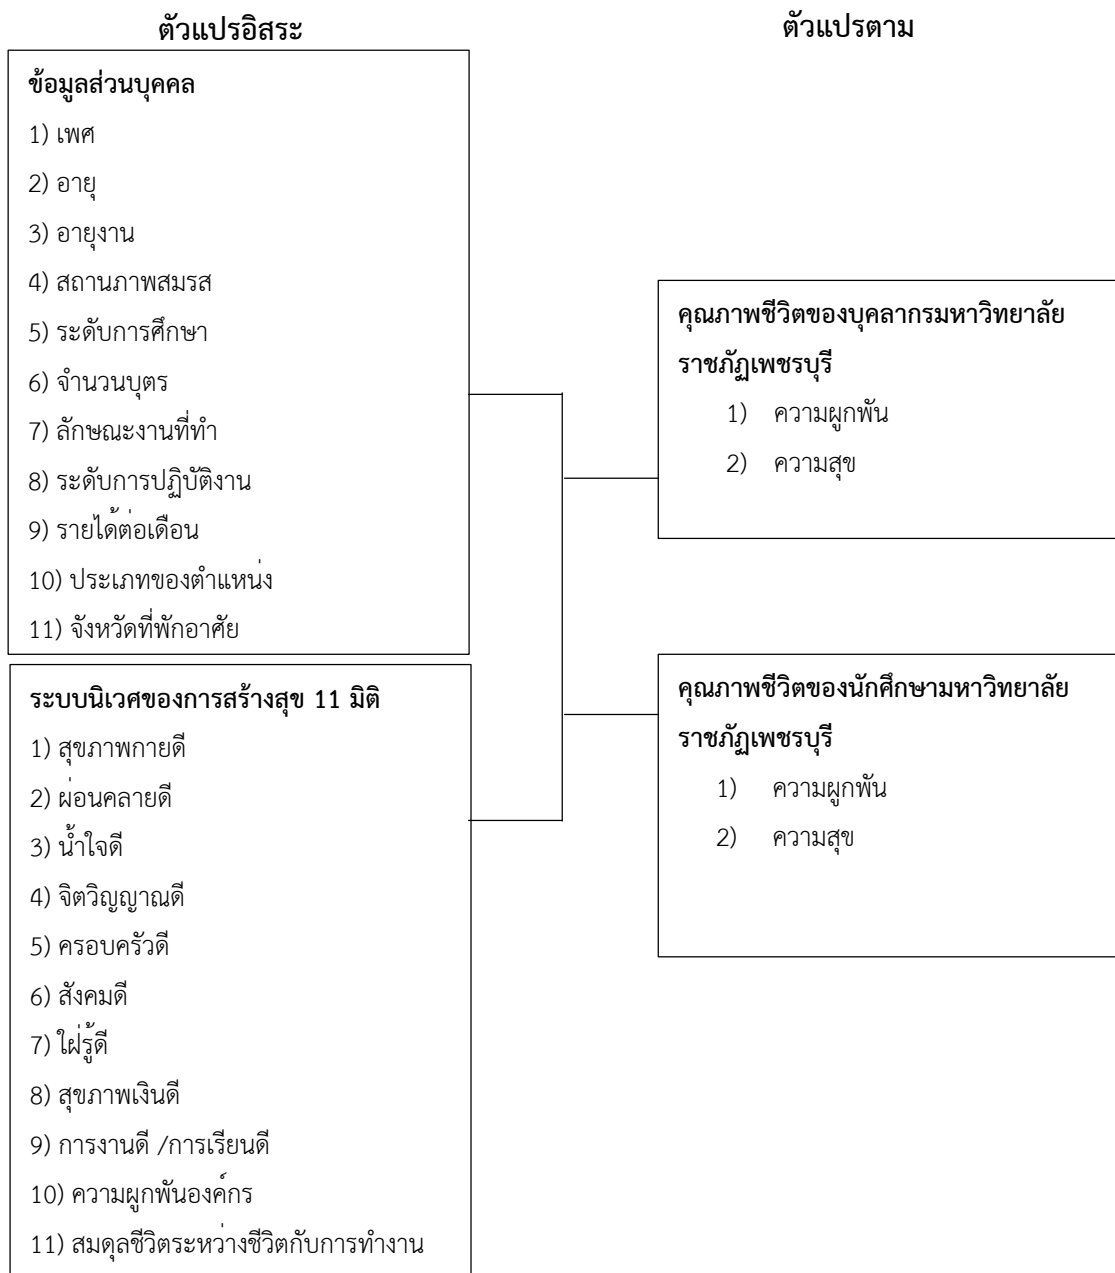 ตัวแปรอิสระ
ตัวแปรตาม
ข้อมูลส่วนบุคคล
1) เพศ
2) อายุ
3) อายุงาน
4) สถานภาพสมรส
5) ระดับการศึกษา
6) จำนวนบุตร
7) ลักษณะงานที่ทำ
8) ระดับการปฏิบัติงาน
9) รายได้ต่อเดือน
10) ประเภทของตำแหน่ง
11) จังหวัดที่พักอาศัย
ระบบนิเวศของการสร้างสุข 11 มิติ
1) สุขภาพกายดี
2) ผ่อนคลายดี
3) น้ำใจดี
4) จิตวิญญาณดี
5) ครอบครัวดี
6) สังคมดี
7) ใฝ่รู้ดี
8) สุขภาพเงินดี
9) การงานดี /การเรียนดี
10) ความผูกพันองค์กร
11) สมดุลชีวิตระหว่างชีวิตกับการทำงาน
คุณภาพชีวิตของบุคลากรมหาวิทยาลัย
ราชภัฏเพชรบุรี
1) ความผูกพัน
2) ความสุข
คุณภาพชีวิตของนักศึกษามหาวิทยาลัย
ราชภัฏเพชรบุรี
1) ความผูกพัน
2) ความสุข